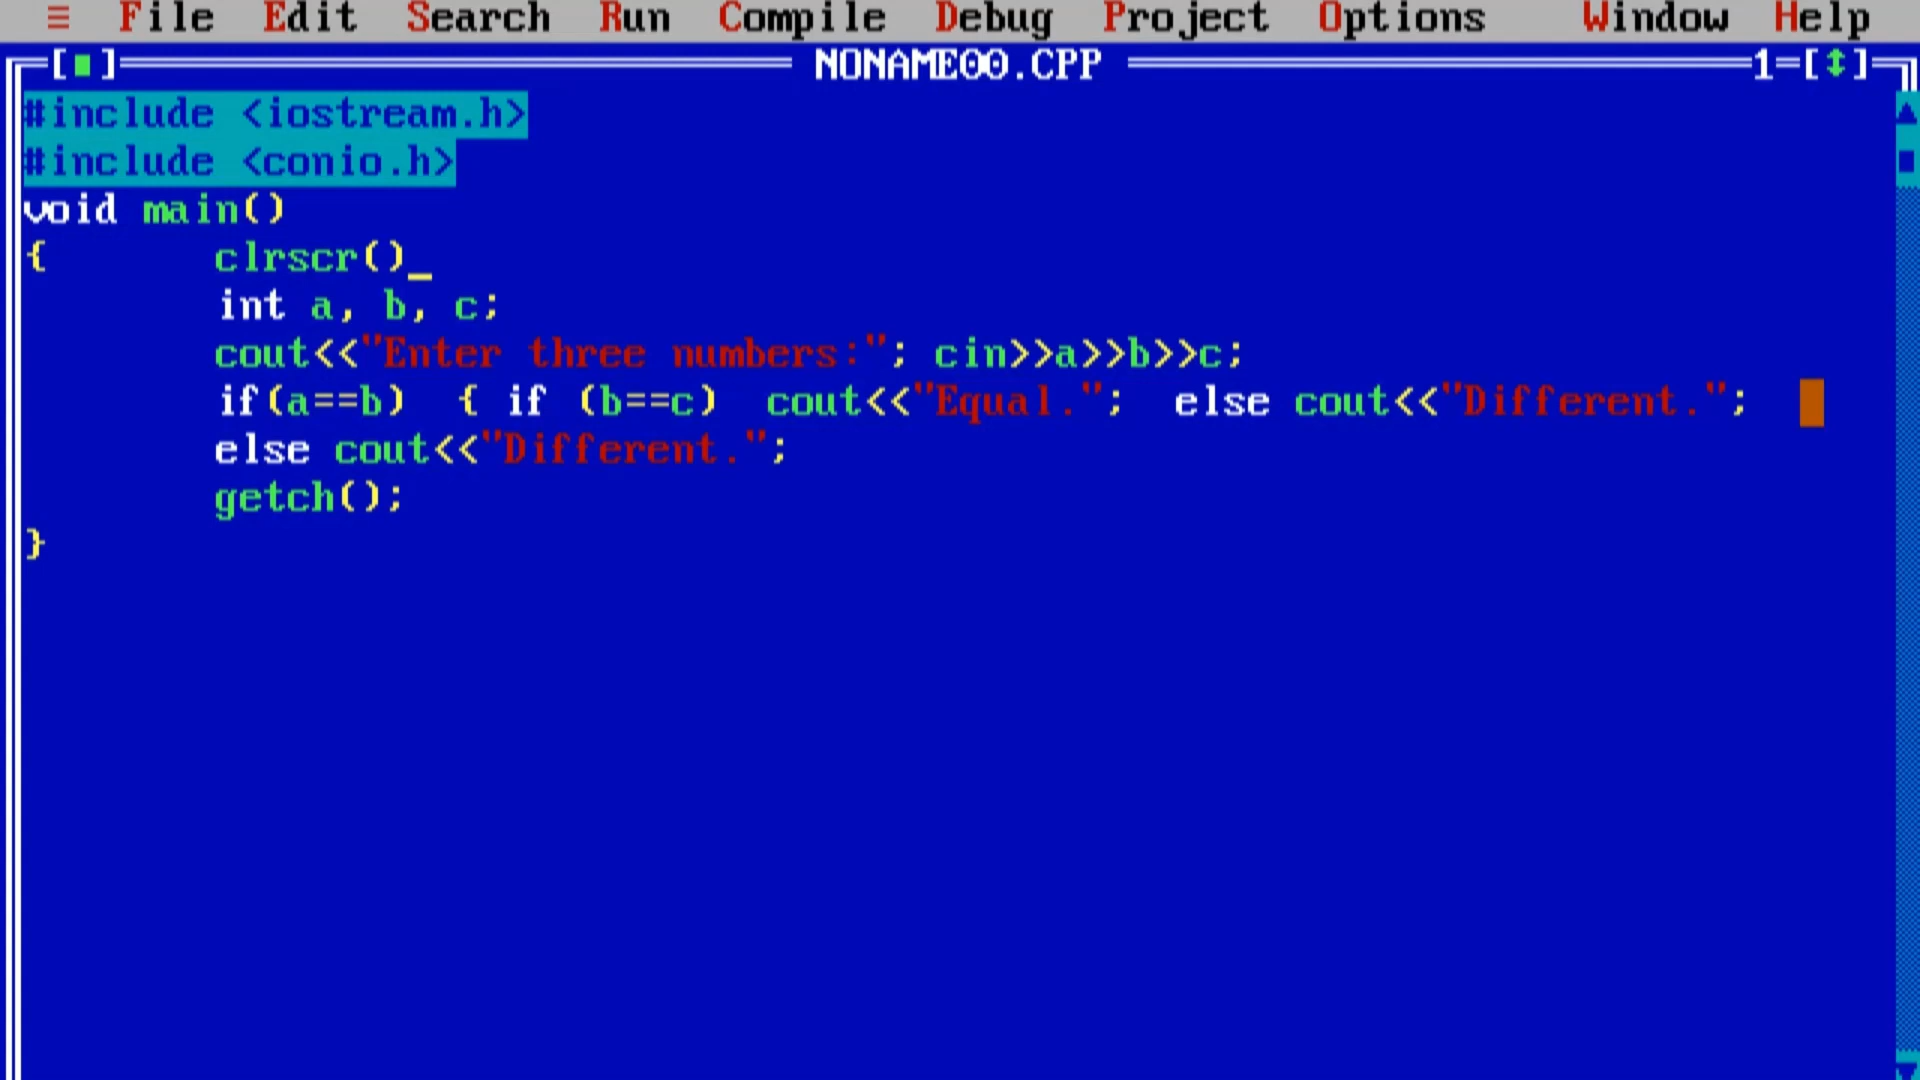 ≡ File Edit Search Run Compile Debug Project Options Window Help
[■] NONAME00.CPP 1=[↕]
#include <iostream.h>
#include <conio.h>
void main()
{ clrscr()_
int a, b, c;
cout<<"Enter three numbers:"; cin>>a>>b>>c;
if(a==b) { if (b==c) cout<<"Equal."; else cout<<"Different.";
else cout<<"Different.";
getch();
}